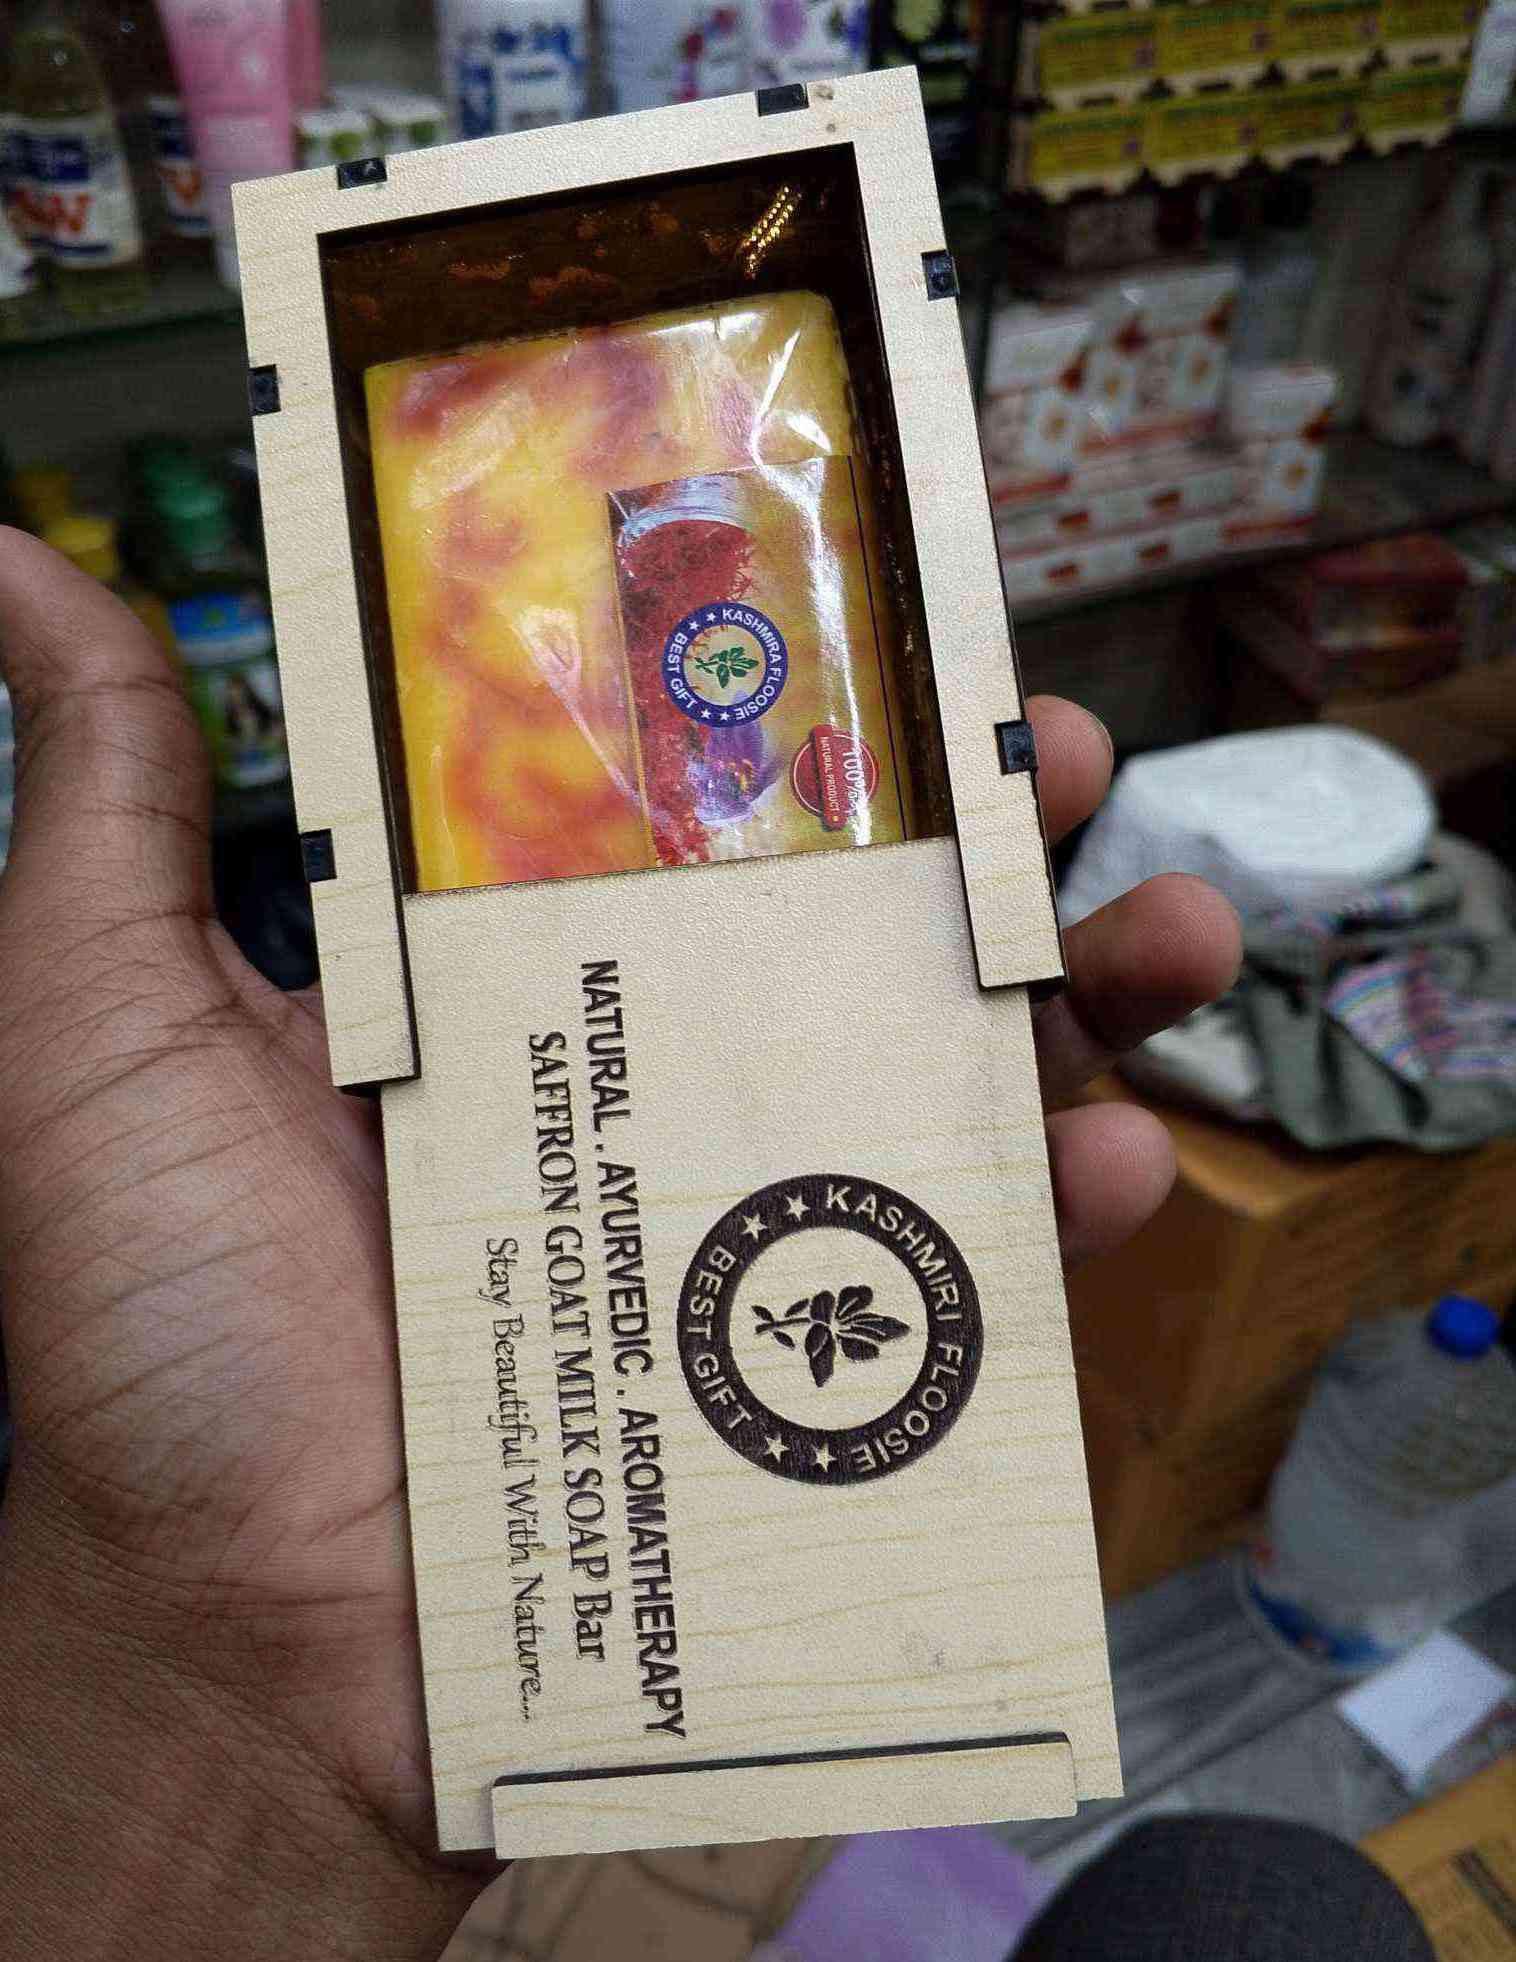 KASHMIRA FLOOSIE
BEST GIFT
100%
NATURAL PRODUCT
KASHMIRI FLOOSIE
BEST GIFT
NATURAL . AYURVEDIC . AROMATHERAPY
SAFFRON GOAT MILK SOAP Bar
Stay Beautiful With Nature...